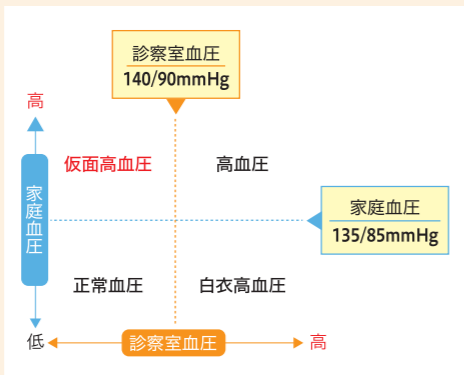 診察室血圧
140/90mmHg
高
仮面高血圧
高血圧
家庭血圧
家庭血圧
135/85mmHg
正常血圧
白衣高血圧
低
診察室血圧
高